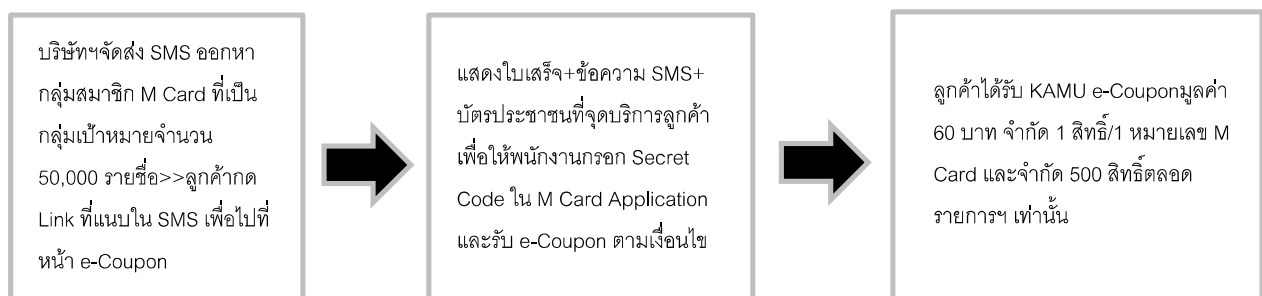 บริษัทฯจัดส่ง SMS ออกหา
กลุ่มสมาชิก M Card ที่เป็น
กลุ่มเป้าหมายจำนวน
50,000 รายชื่อ>>ลูกค้ากด
Link ที่แนบใน SMS เพื่อไปที่
หน้า e-Coupon
แสดงใบเสร็จ+ข้อความ SMS+
บัตรประชาชนที่จุดบริการลูกค้า
เพื่อให้พนักงานกรอก Secret
Code ใน M Card Application
และรับ e-Coupon ตามเงื่อนไข
ลูกค้าได้รับ KAMU e-Couponมูลค่า
60 บาท จำกัด 1 สิทธิ์/1 หมายเลข M
Card และจำกัด 500 สิทธิ์ตลอด
รายการฯ เท่านั้น